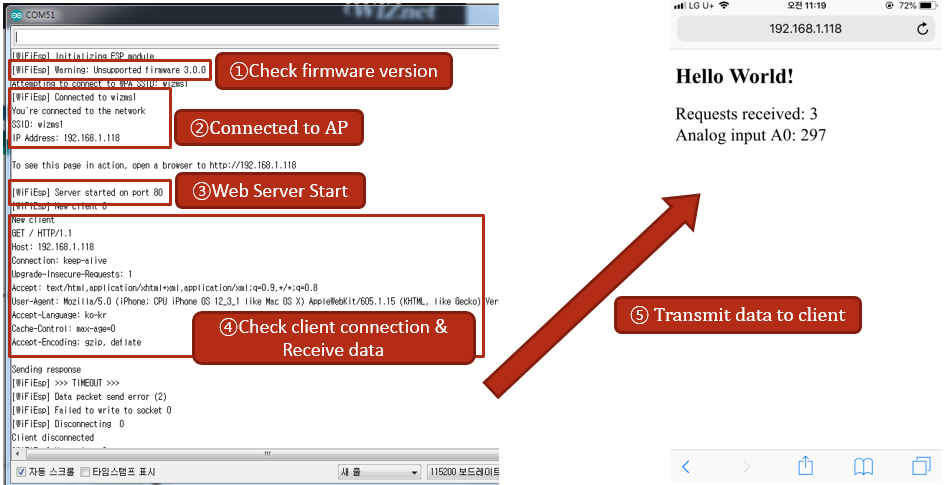 COM51
WIZnet
[WiFiEsp] Initializing ESP module
[WiFiEsp] Warning: Unsupported firmware 3.0.0
①Check firmware version
Attempting to connect to WPA SSID: wizms1
[WiFiEsp] Connected to wizms1
You're connected to the network
SSID: wizms1
IP Address: 192.168.1.118
②Connected to AP
To see this page in action, open a browser to http://192.168.1.118
[WiFiEsp] Server started on port 80
③Web Server Start
[WiFiEsp] New client 0
New client
GET / HTTP/1.1
Host: 192.168.1.118
Connection: keep-alive
Upgrade-Insecure-Requests: 1
Accept: text/html,application/xhtml+xml,application/xml;q=0.9,*/*;q=0.8
User-Agent: Mozilla/5.0 (iPhone; CPU iPhone OS 12_3_1 like Mac OS X) AppleWebKit/605.1.15 (KHTML, like Gecko) Ver
Accept-Language: ko-kr
Cache-Control: max-age=0
Accept-Encoding: gzip, deflate
④Check client connection &
Receive data
Sending response
[WiFiEsp] >>> TIMEOUT >>>
[WiFiEsp] Data packet send error (2)
[WiFiEsp] Failed to write to socket 0
[WiFiEsp] Disconnecting  0
Client disconnected
자동 스크롤 타임스탬프 표시 새 줄 115200 보드레이트
LG U+ 오전 11:19 72%
192.168.1.118
Hello World!
Requests received: 3
Analog input A0: 297
⑤ Transmit data to client